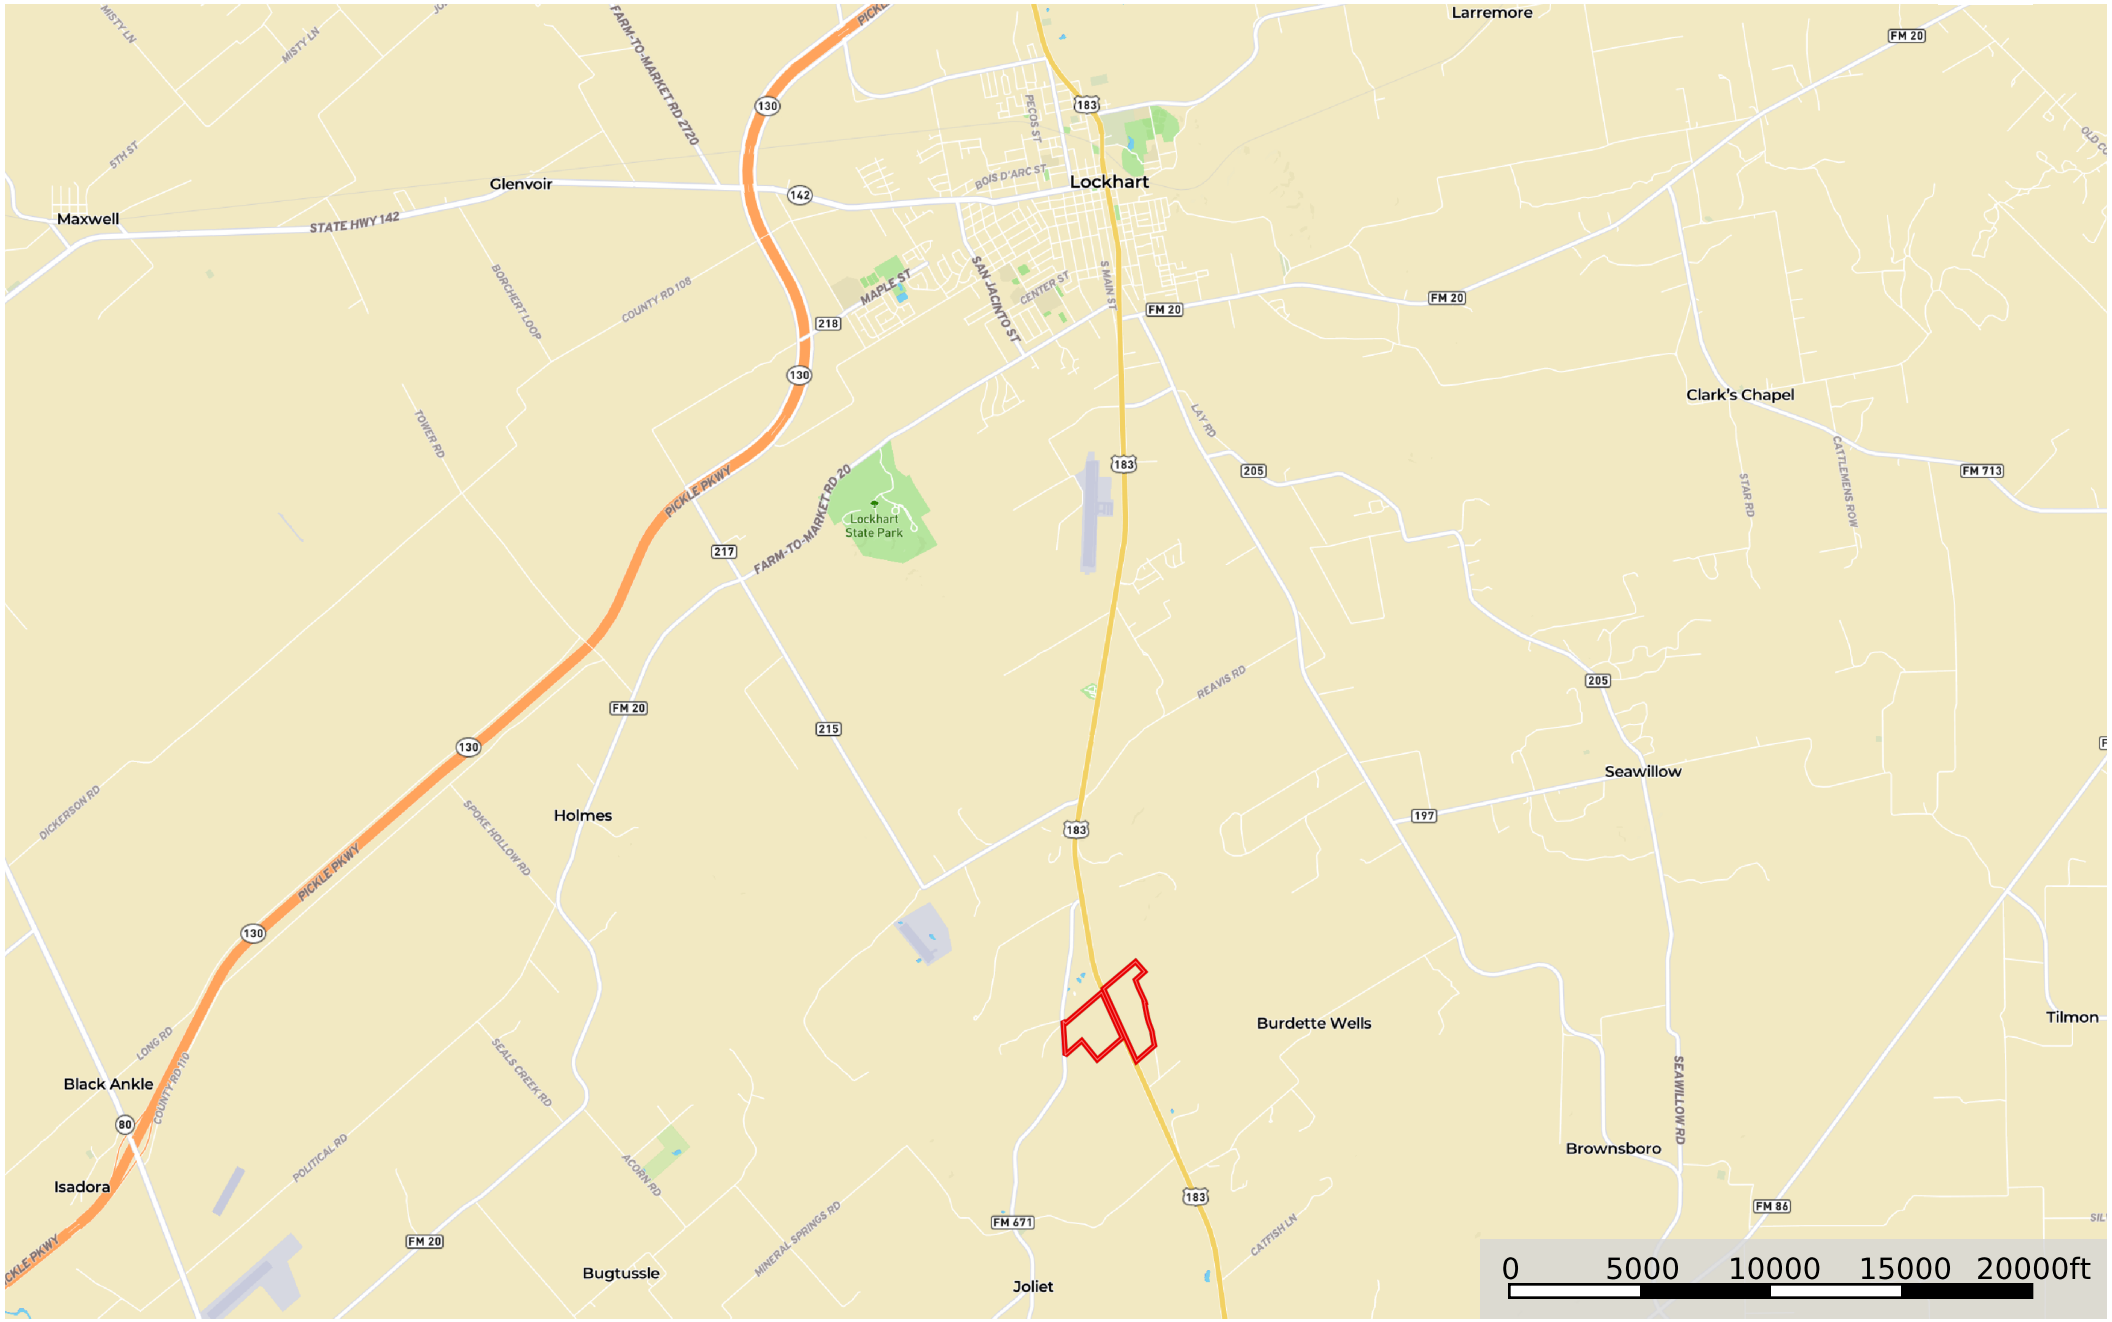 MISTY LN
MISTY LN
FARM-TO-MARKET RD 2720
Larremore
FM 20
130
183
PECOS ST
5TH ST
BOIS D'ARC ST
Lockhart
Glenvoir
142
Maxwell
STATE HWY 142
BORCHERT LOOP
COUNTY RD 108
MAPLE ST
SAN JACINTO ST
CENTER ST
S MAIN ST
FM 20
FM 20
218
130
Clark's Chapel
TOWER RD
LAY RD
183
205
CATTLEMENS ROW
FM 713
STAR RD
PICKLE PKWY
FARM-TO-MARKET RD 20
Lockhart
State Park
217
205
REAVIS RD
FM 20
215
130
Seawillow
DICKERSON RD
SPOKE HOLLOW RD
Holmes
183
197
PICKLE PKWY
130
Burdette Wells
Tilmon
LONG RD
COUNTY RD 110
SEALS CREEK RD
Black Ankle
80
SEAWILLOW RD
POLITICAL RD
ACORN RD
Brownsboro
Isadora
183
FM 86
MINERAL SPRINGS RD
FM 671
CATFISH LN
FM 20
Bugtussle
Joliet
0 5000 10000 15000 20000ft